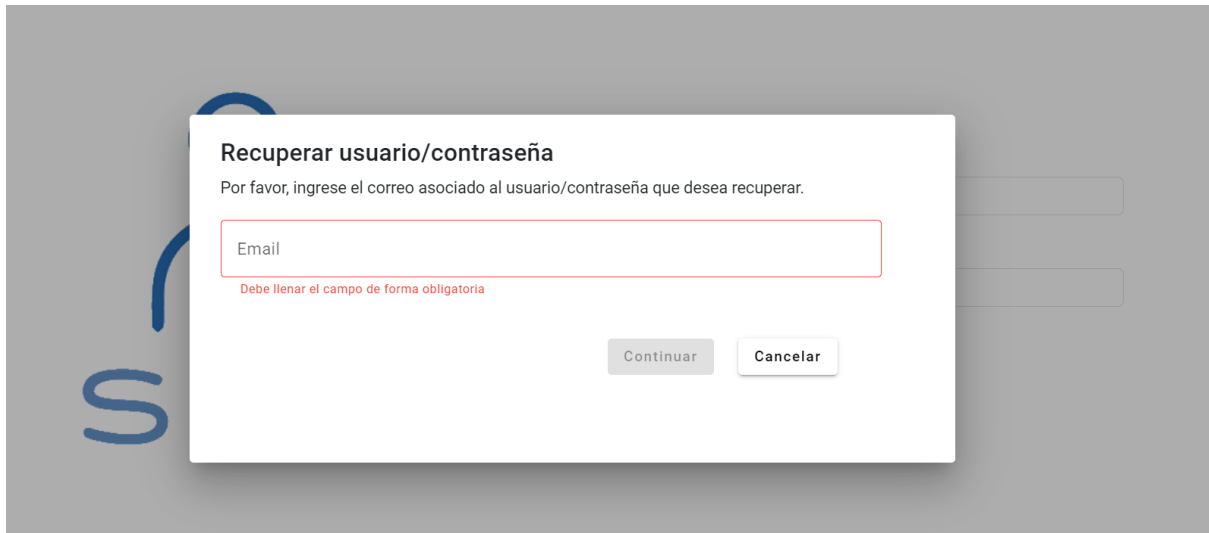 Recuperar usuario/contraseña
Por favor, ingrese el correo asociado al usuario/contraseña que desea recuperar.
Email
Debe llenar el campo de forma obligatoria
Continuar Cancelar
S